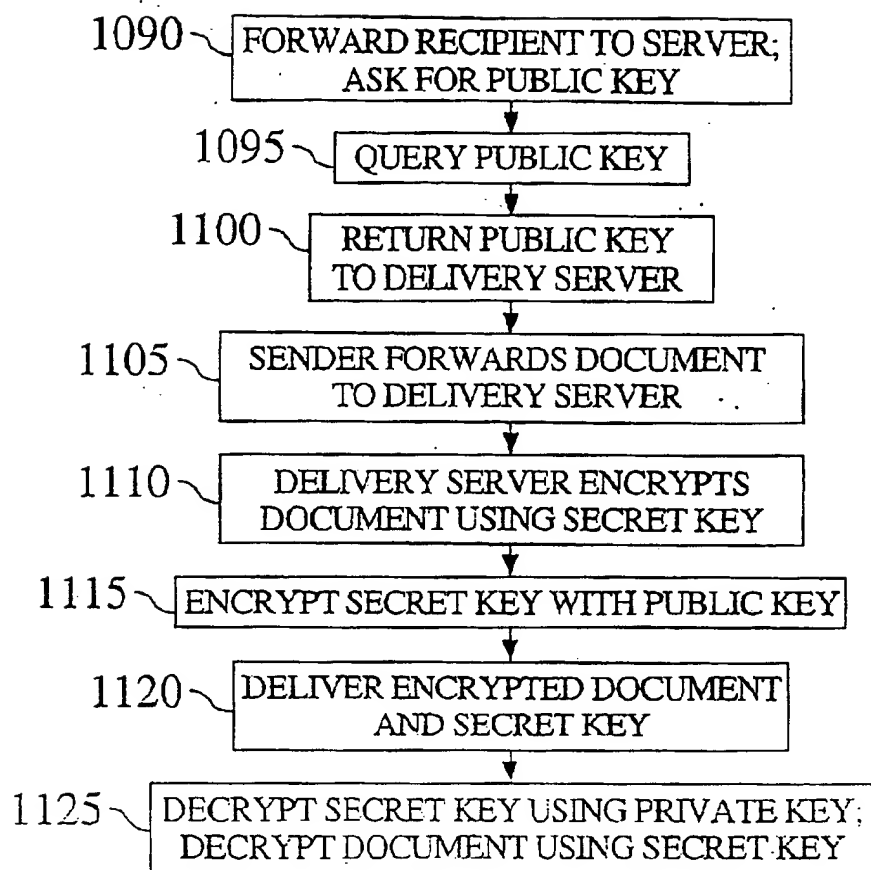 1090
FORWARD RECIPIENT TO SERVER;
ASK FOR PUBLIC KEY
1095
QUERY PUBLIC KEY
1100
RETURN PUBLIC KEY
TO DELIVERY SERVER
1105
SENDER FORWARDS DOCUMENT
TO DELIVERY SERVER
1110
DELIVERY SERVER ENCRYPTS
DOCUMENT USING SECRET KEY
1115
ENCRYPT SECRET KEY WITH PUBLIC KEY
1120
DELIVER ENCRYPTED DOCUMENT
AND SECRET KEY
1125
DECRYPT SECRET KEY USING PRIVATE KEY;
DECRYPT DOCUMENT USING SECRET KEY